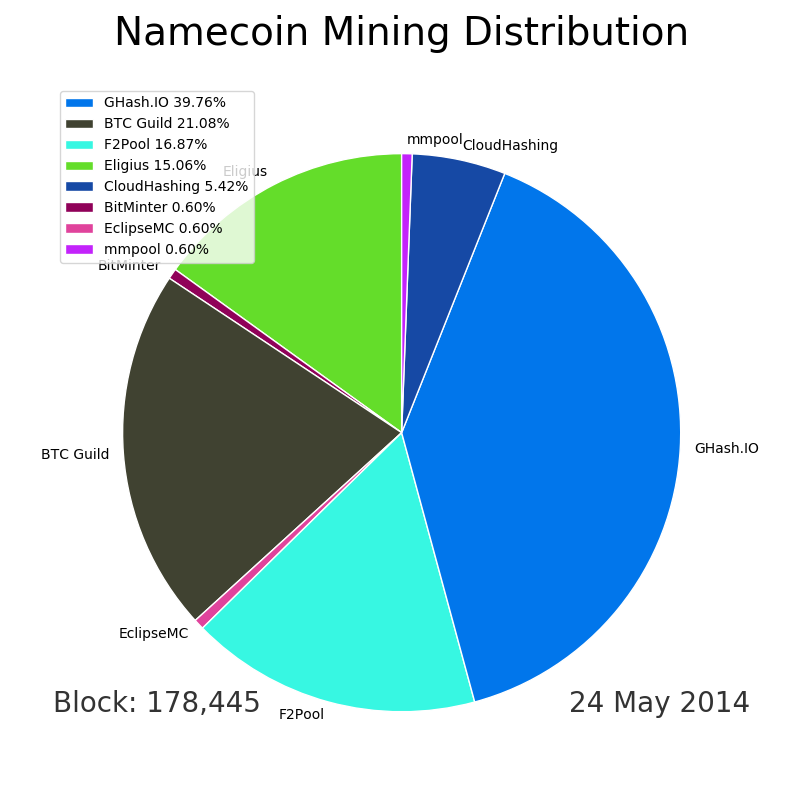 Namecoin Mining Distribution
GHash.IO 39.76%
BTC Guild 21.08%
F2Pool 16.87%
Eligius 15.06%
CloudHashing 5.42%
BitMinter 0.60%
EclipseMC 0.60%
mmpool 0.60%
mmpool
CloudHashing
Eligius
BitMinter
GHash.IO
BTC Guild
EclipseMC
F2Pool
Block: 178,445
24 May 2014